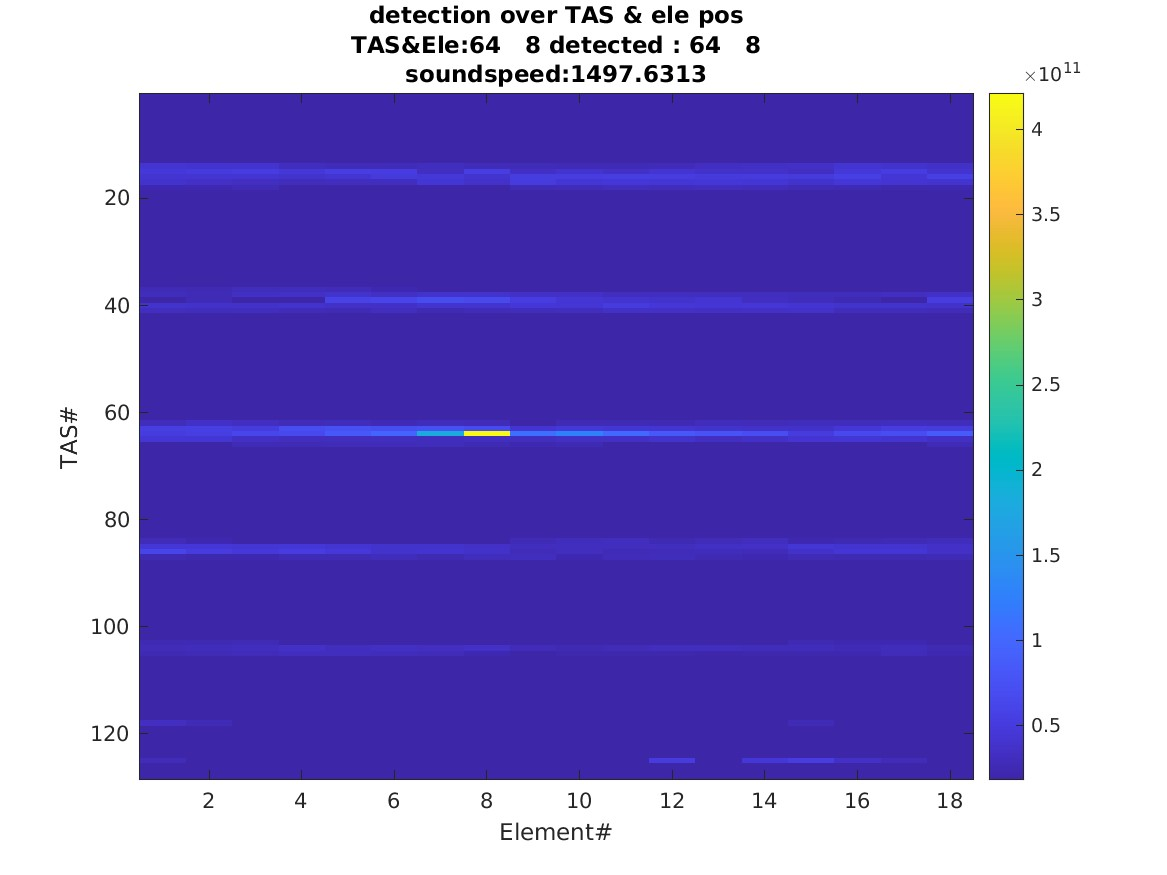 detection over TAS & ele pos
TAS&Ele:64   8 detected : 64   8
soundspeed:1497.6313
×10^11
4
3.5
3
2.5
2
1.5
1
0.5
20
40
60
80
100
120
TAS#
2 4 6 8 10 12 14 16 18
Element#